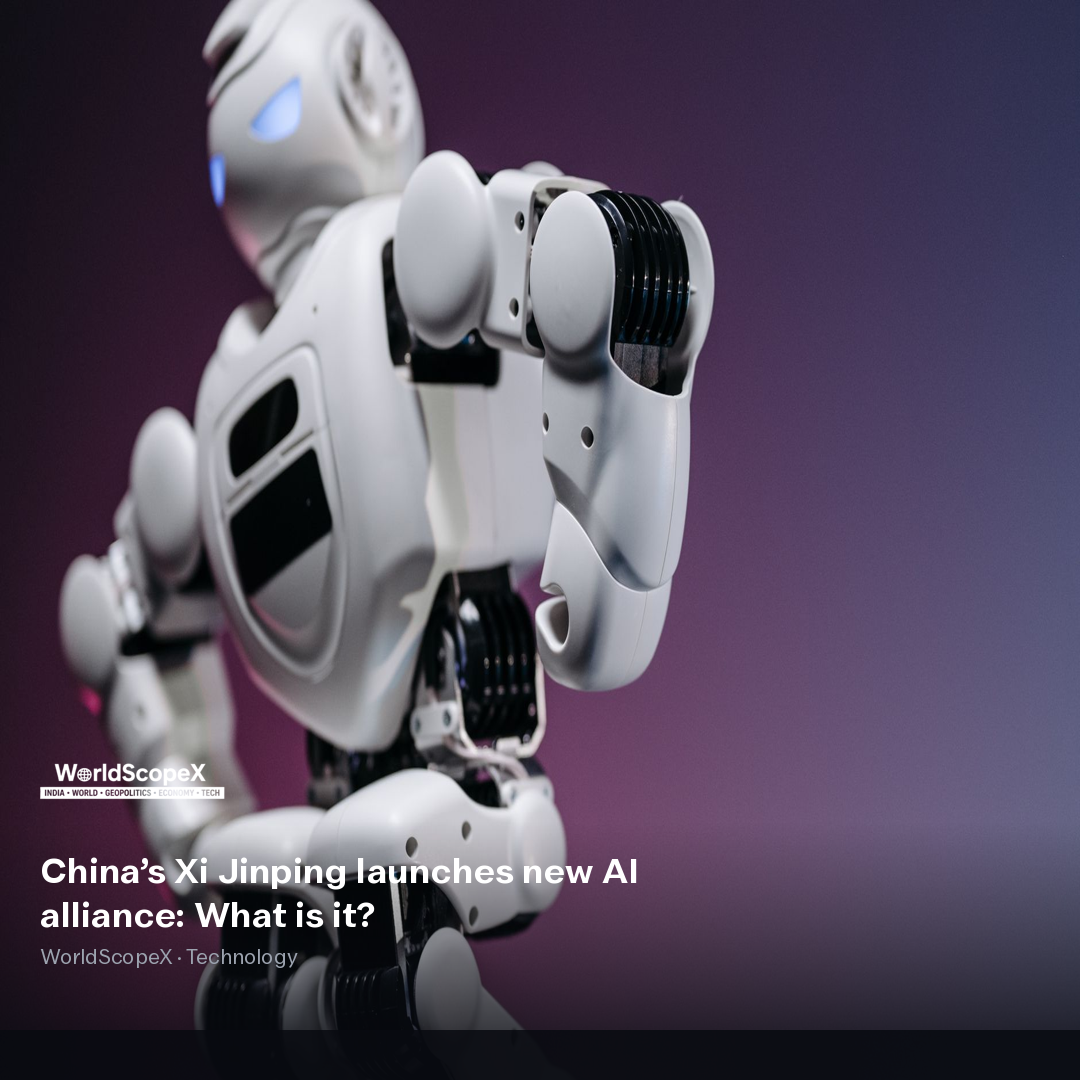 WorldScopeX
INDIA • WORLD • GEOPOLITICS • ECONOMY • TECH
China’s Xi Jinping launches new AI
alliance: What is it?
WorldScopeX · Technology